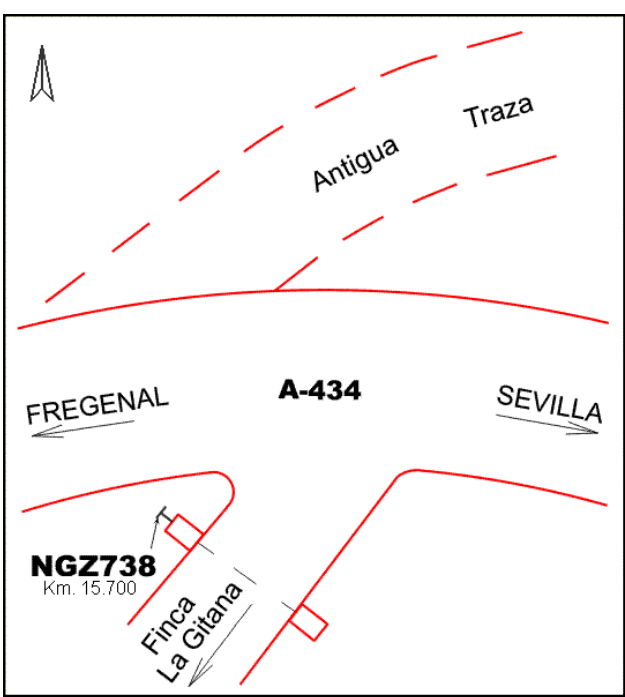 Antigua Traza
A-434
FREGENAL
SEVILLA
NGZ738
Km. 15.700
Finca
La Gitana